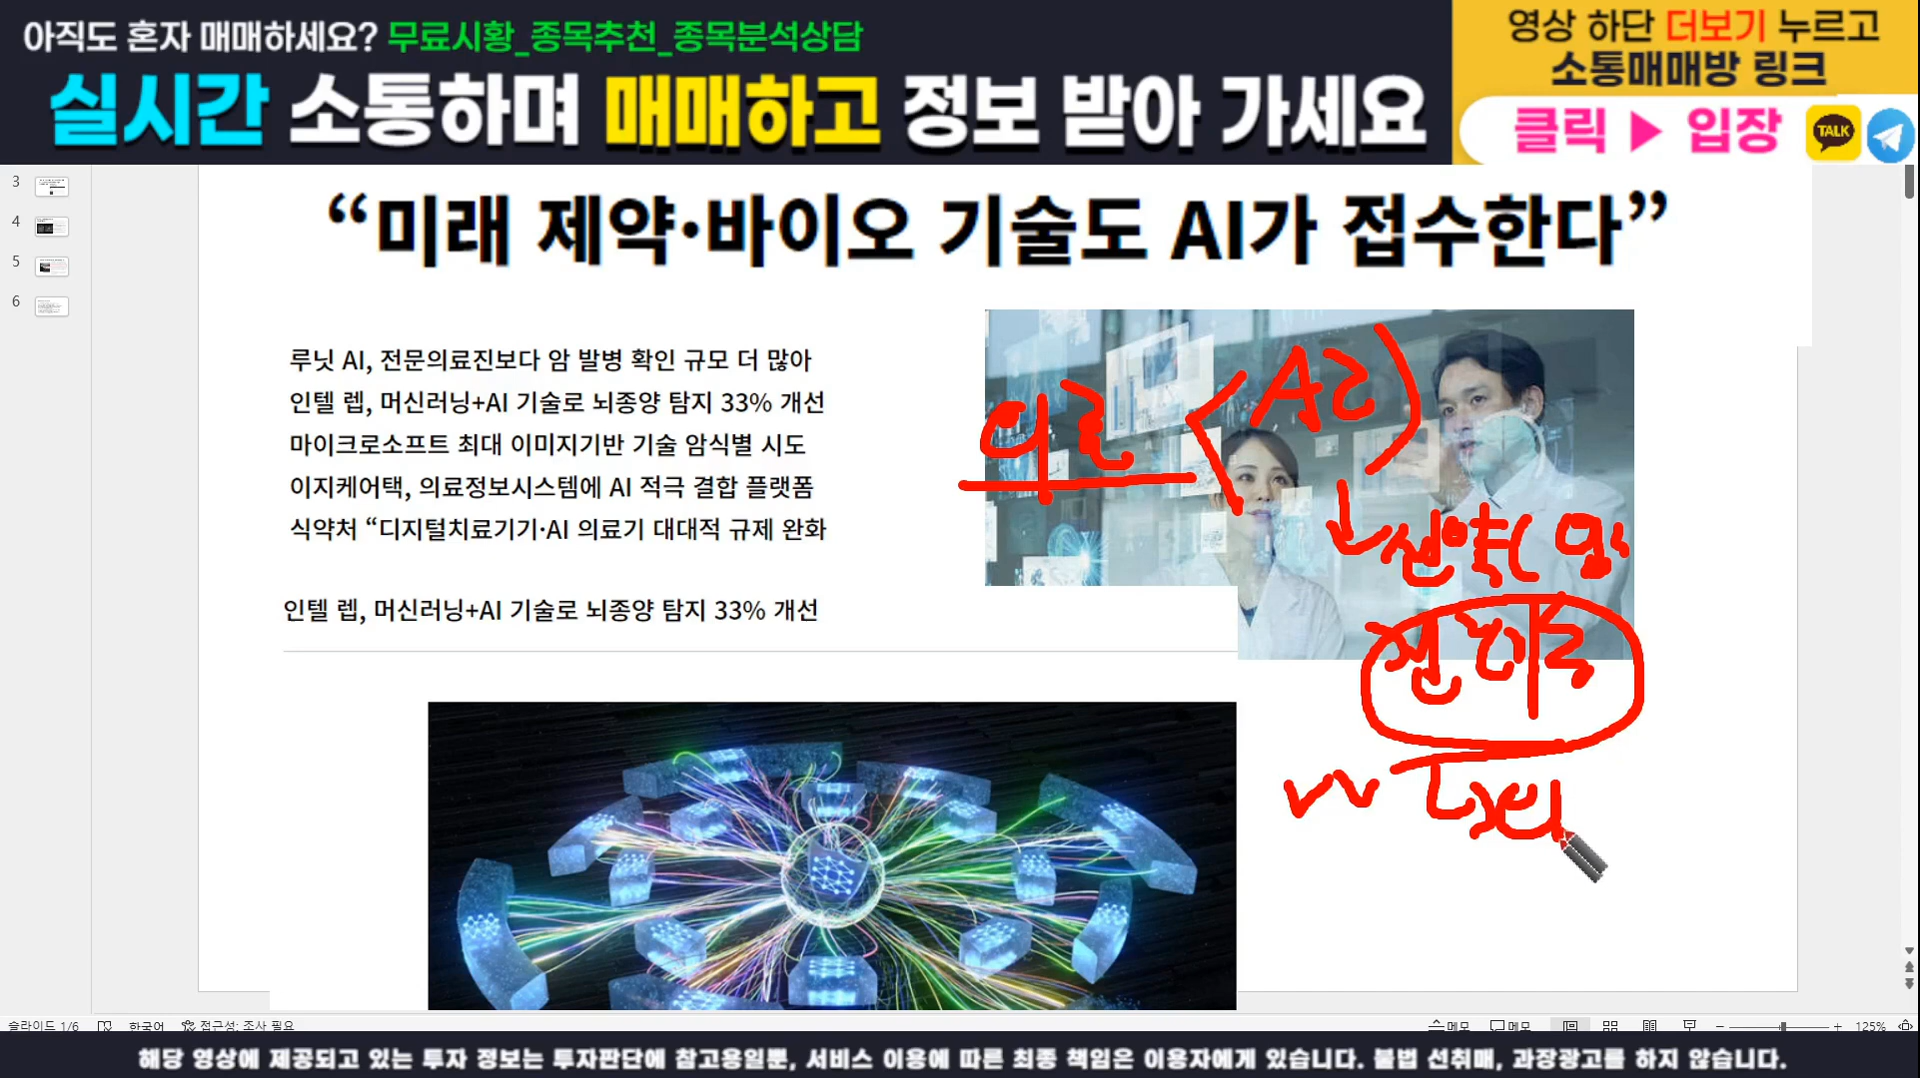 아직도 혼자 매매하세요? 무료시황_종목추천_종목분석상담
실시간 소통하며 매매하고 정보 받아 가세요
영상 하단 더보기 누르고
소통매매방 링크
클릭 ▶ 입장
TALK
3
4
5
6
“미래 제약·바이오 기술도 AI가 접수한다”
루닛 AI, 전문의료진보다 암 발병 확인 규모 더 많아
인텔 렙, 머신러닝+AI 기술로 뇌종양 탐지 33% 개선
마이크로소프트 최대 이미지기반 기술 암식별 시도
이지케어택, 의료정보시스템에 AI 적극 결합 플랫폼
식약처 “디지털치료기기·AI 의료기 대대적 규제 완화
인텔 렙, 머신러닝+AI 기술로 뇌종양 탐지 33% 개선
의료
신약
슬라이드 1/6
한국어
접근성: 조사 필요
메모
메모
125%
해당 영상에 제공되고 있는 투자 정보는 투자판단에 참고용일뿐, 서비스 이용에 따른 최종 책임은 이용자에게 있습니다. 불법 선취매, 과장광고를 하지 않습니다.